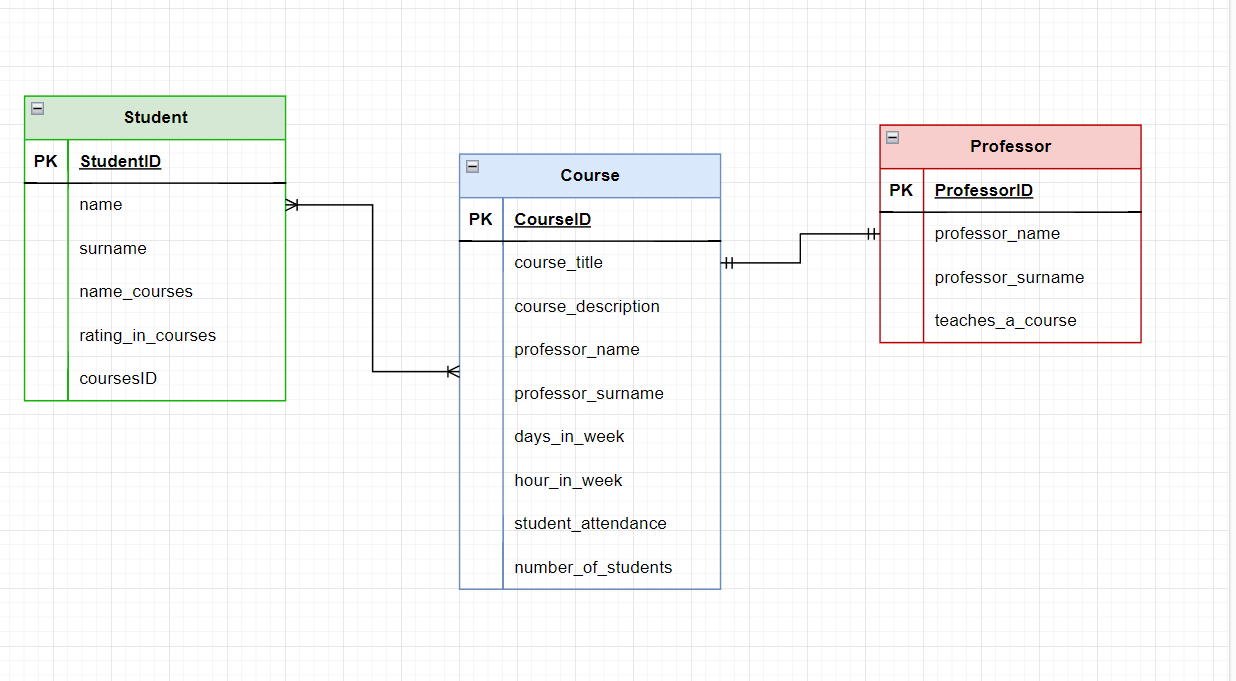 Student
PK StudentID
name
surname
name_courses
rating_in_courses
coursesID
Course
PK CourseID
course_title
course_description
professor_name
professor_surname
days_in_week
hour_in_week
student_attendance
number_of_students
Professor
PK ProfessorID
professor_name
professor_surname
teaches_a_course